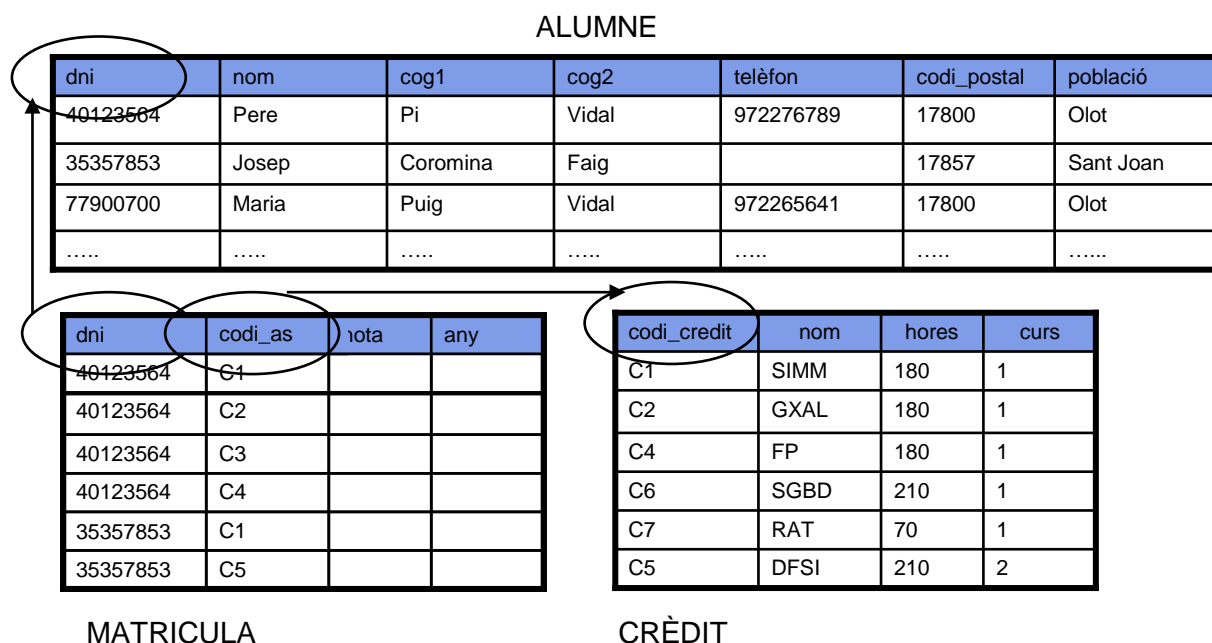 ALUMNE
dni nom cog1 cog2 telèfon codi_postal població
40123564 Pere Pi Vidal 972276789 17800 Olot
35357853 Josep Coromina Faig 17857 Sant Joan
77900700 Maria Puig Vidal 972265641 17800 Olot
….. ….. ….. ….. ….. ….. …...
dni codi_as nota any
40123564 C1
40123564 C2
40123564 C3
40123564 C4
35357853 C1
35357853 C5
MATRICULA
codi_credit nom hores curs
C1 SIMM 180 1
C2 GXAL 180 1
C4 FP 180 1
C6 SGBD 210 1
C7 RAT 70 1
C5 DFSI 210 2
CRÈDIT